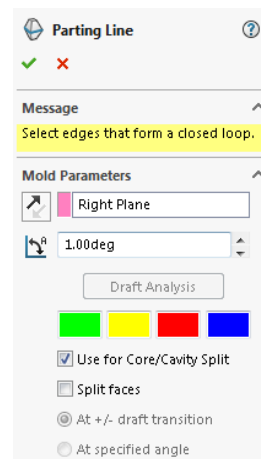 Parting Line
Message
Select edges that form a closed loop.
Mold Parameters
Right Plane
1.00deg
Draft Analysis
Use for Core/Cavity Split
Split faces
At +/- draft transition
At specified angle